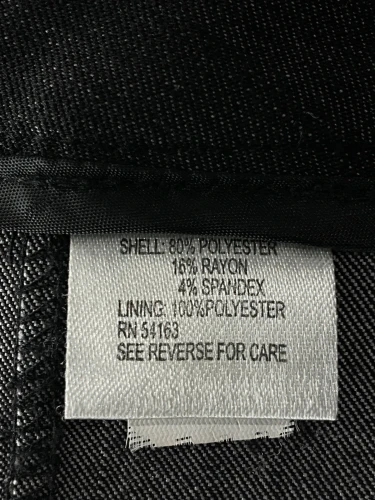 SHELL: 80% POLYESTER
16% RAYON
4% SPANDEX
LINING: 100%POLYESTER
RN 54163
SEE REVERSE FOR CARE